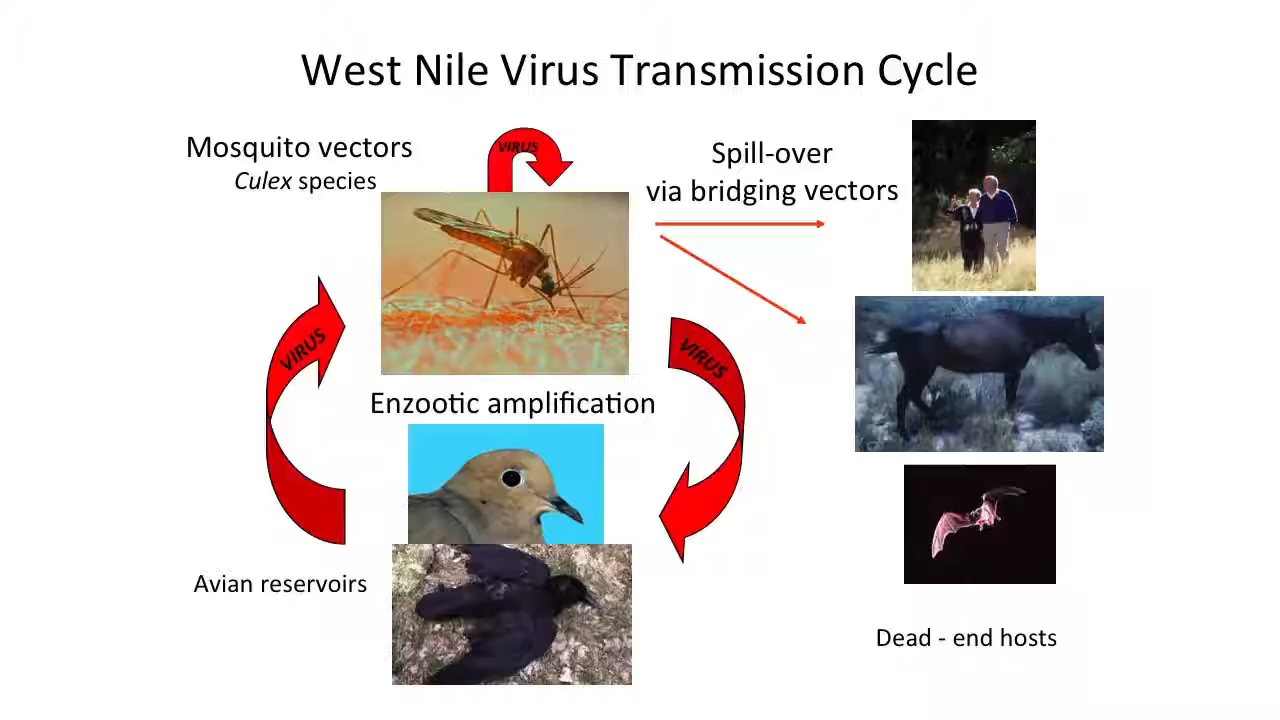 West Nile Virus Transmission Cycle
Mosquito vectors
Culex species
VIRUS
Spill-over
via bridging vectors
VIRUS
VIRUS
Enzootic amplification
Avian reservoirs
Dead - end hosts